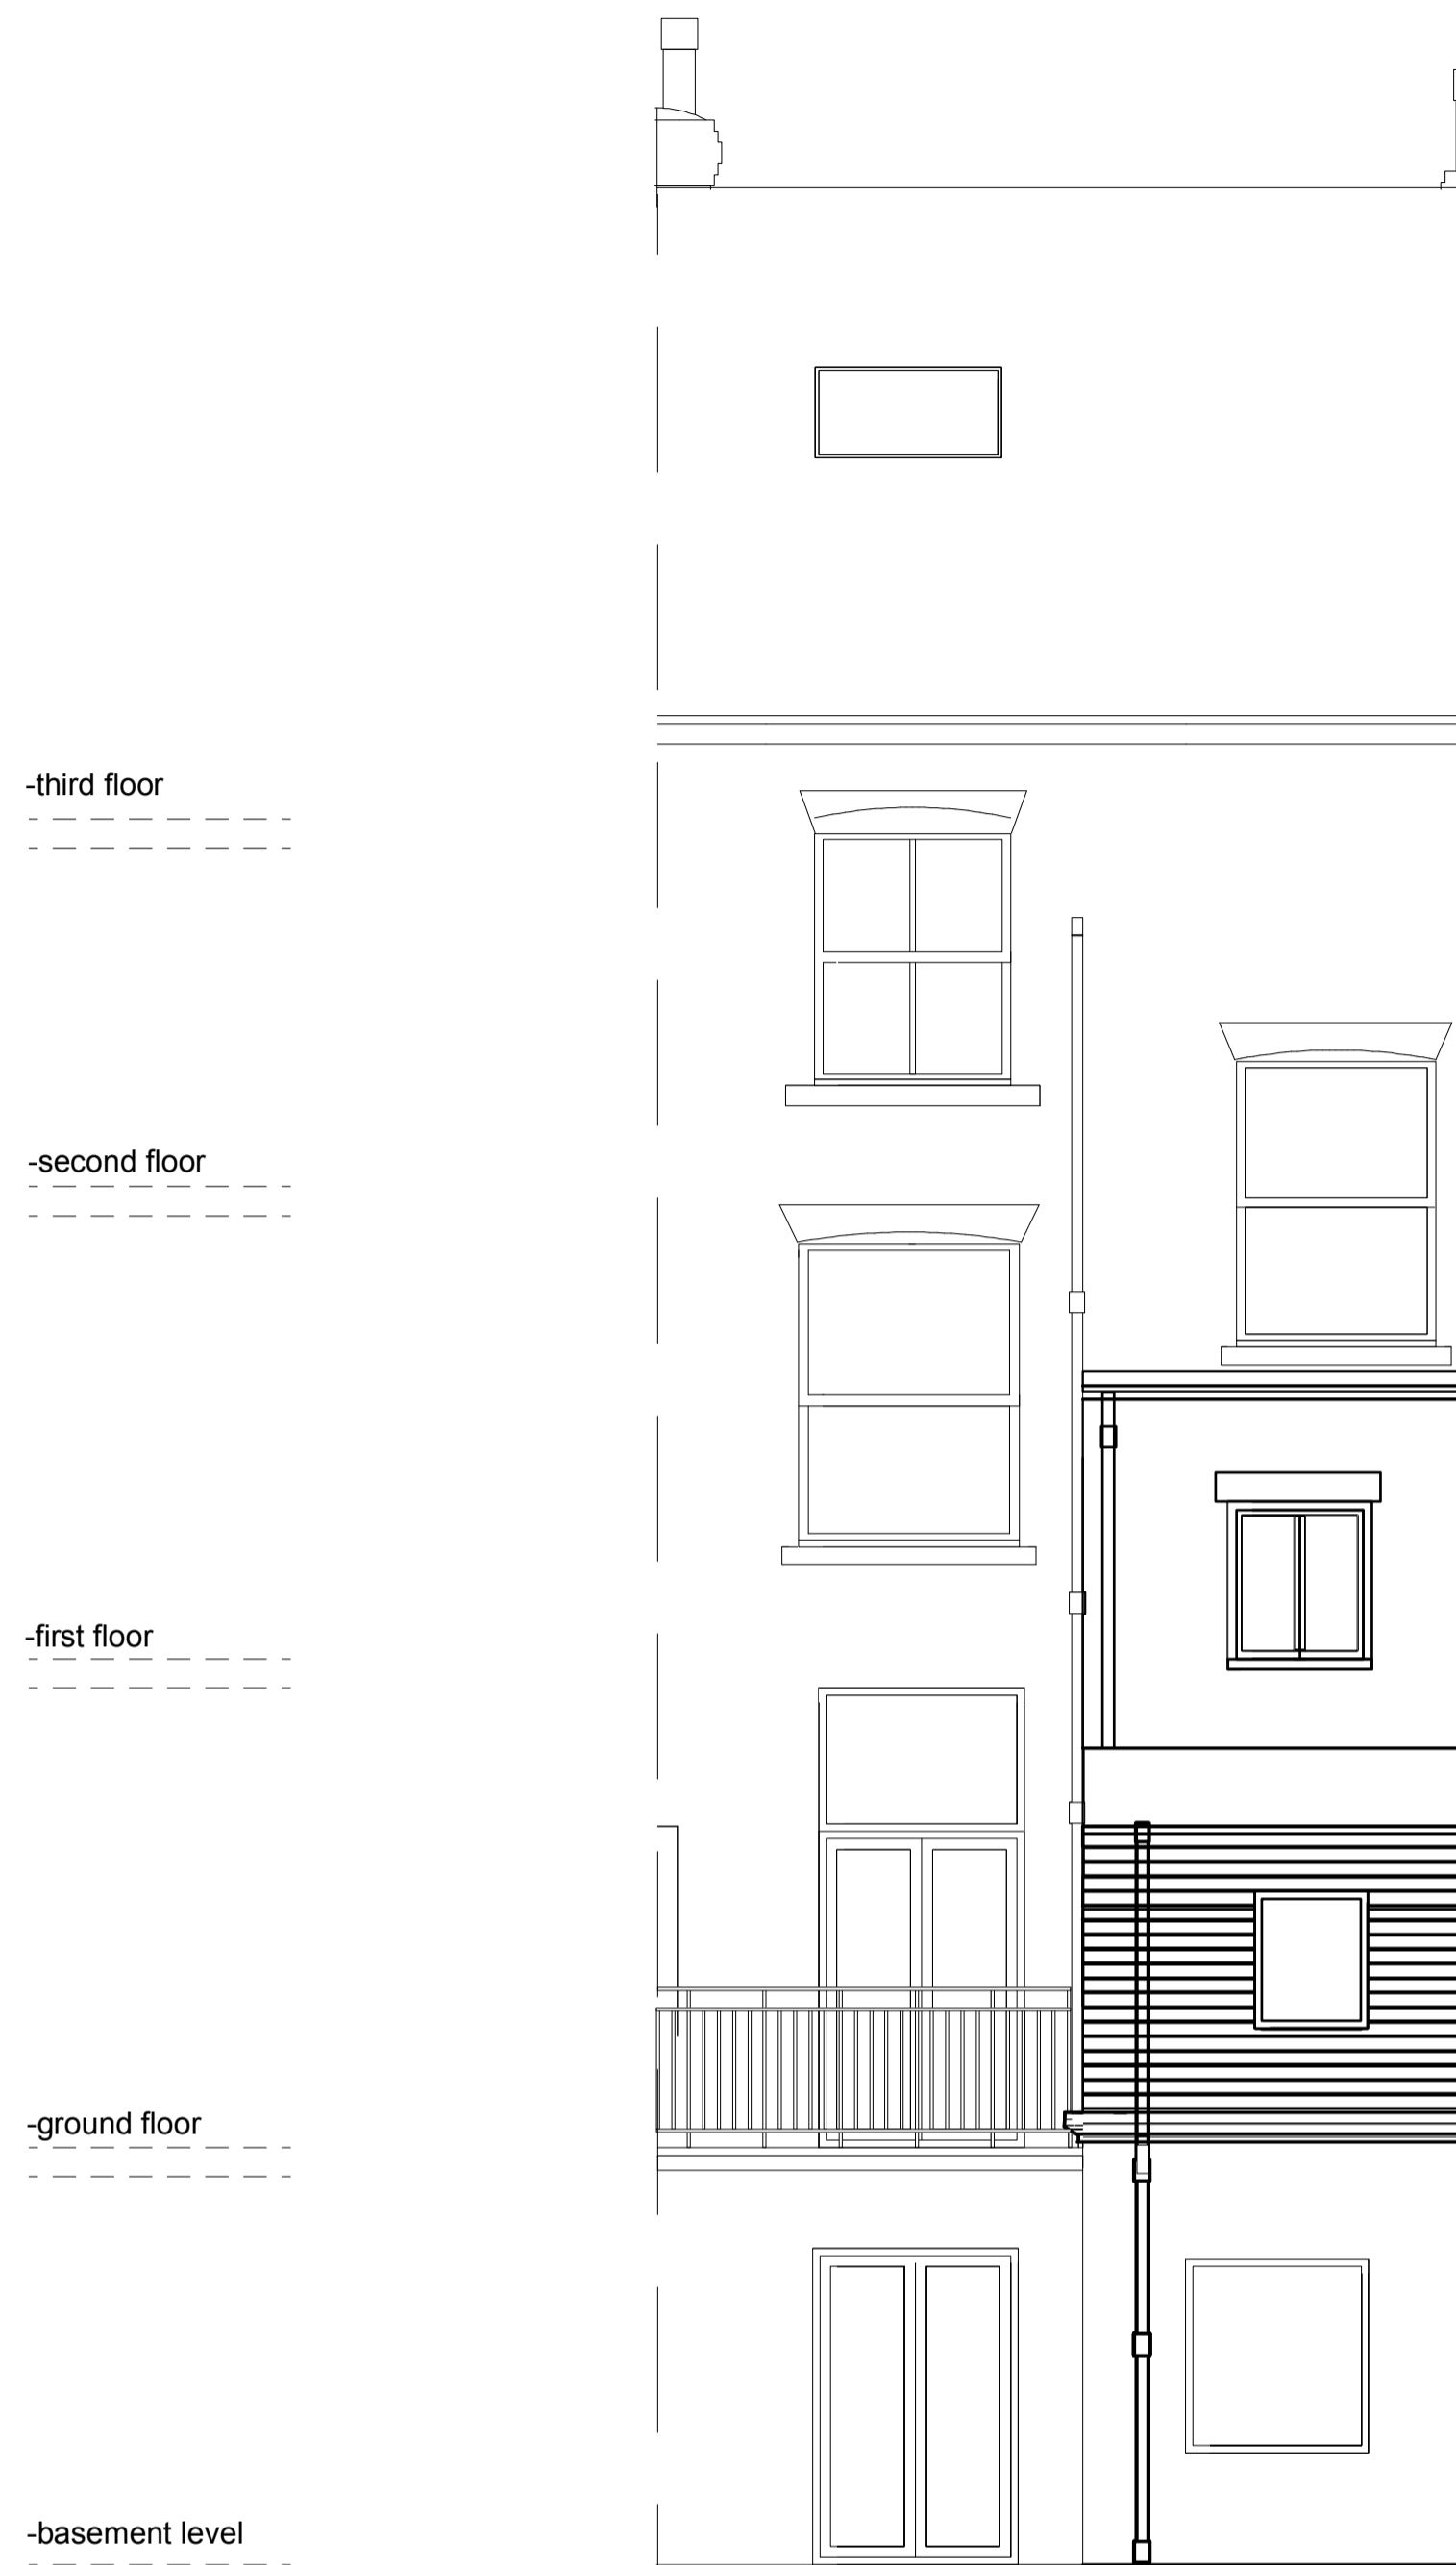 -third floor
-second floor
-first floor
-ground floor
-basement level